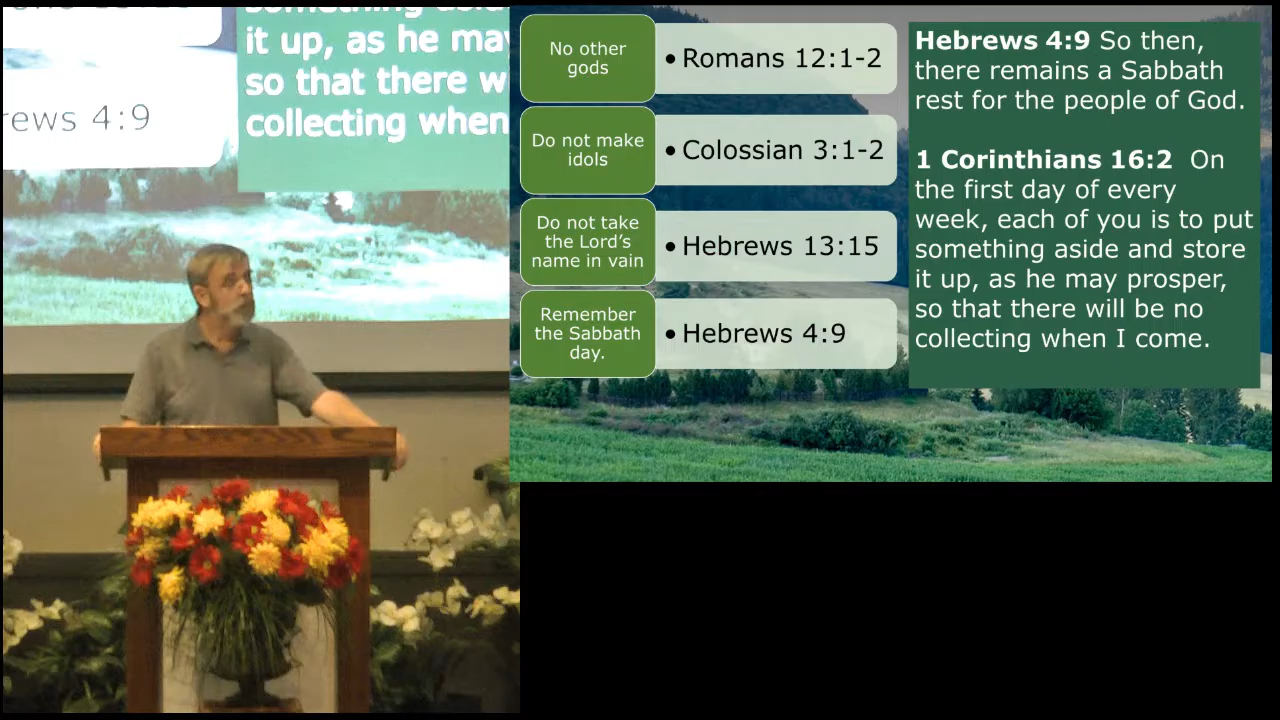 it up, as he may
so that there w
collecting when
rews 4:9
No other
gods
• Romans 12:1-2
Do not make
idols
• Colossian 3:1-2
Do not take
the Lord's
name in vain
• Hebrews 13:15
Remember
the Sabbath
day.
• Hebrews 4:9
Hebrews 4:9 So then,
there remains a Sabbath
rest for the people of God.
1 Corinthians 16:2 On
the first day of every
week, each of you is to put
something aside and store
it up, as he may prosper,
so that there will be no
collecting when I come.